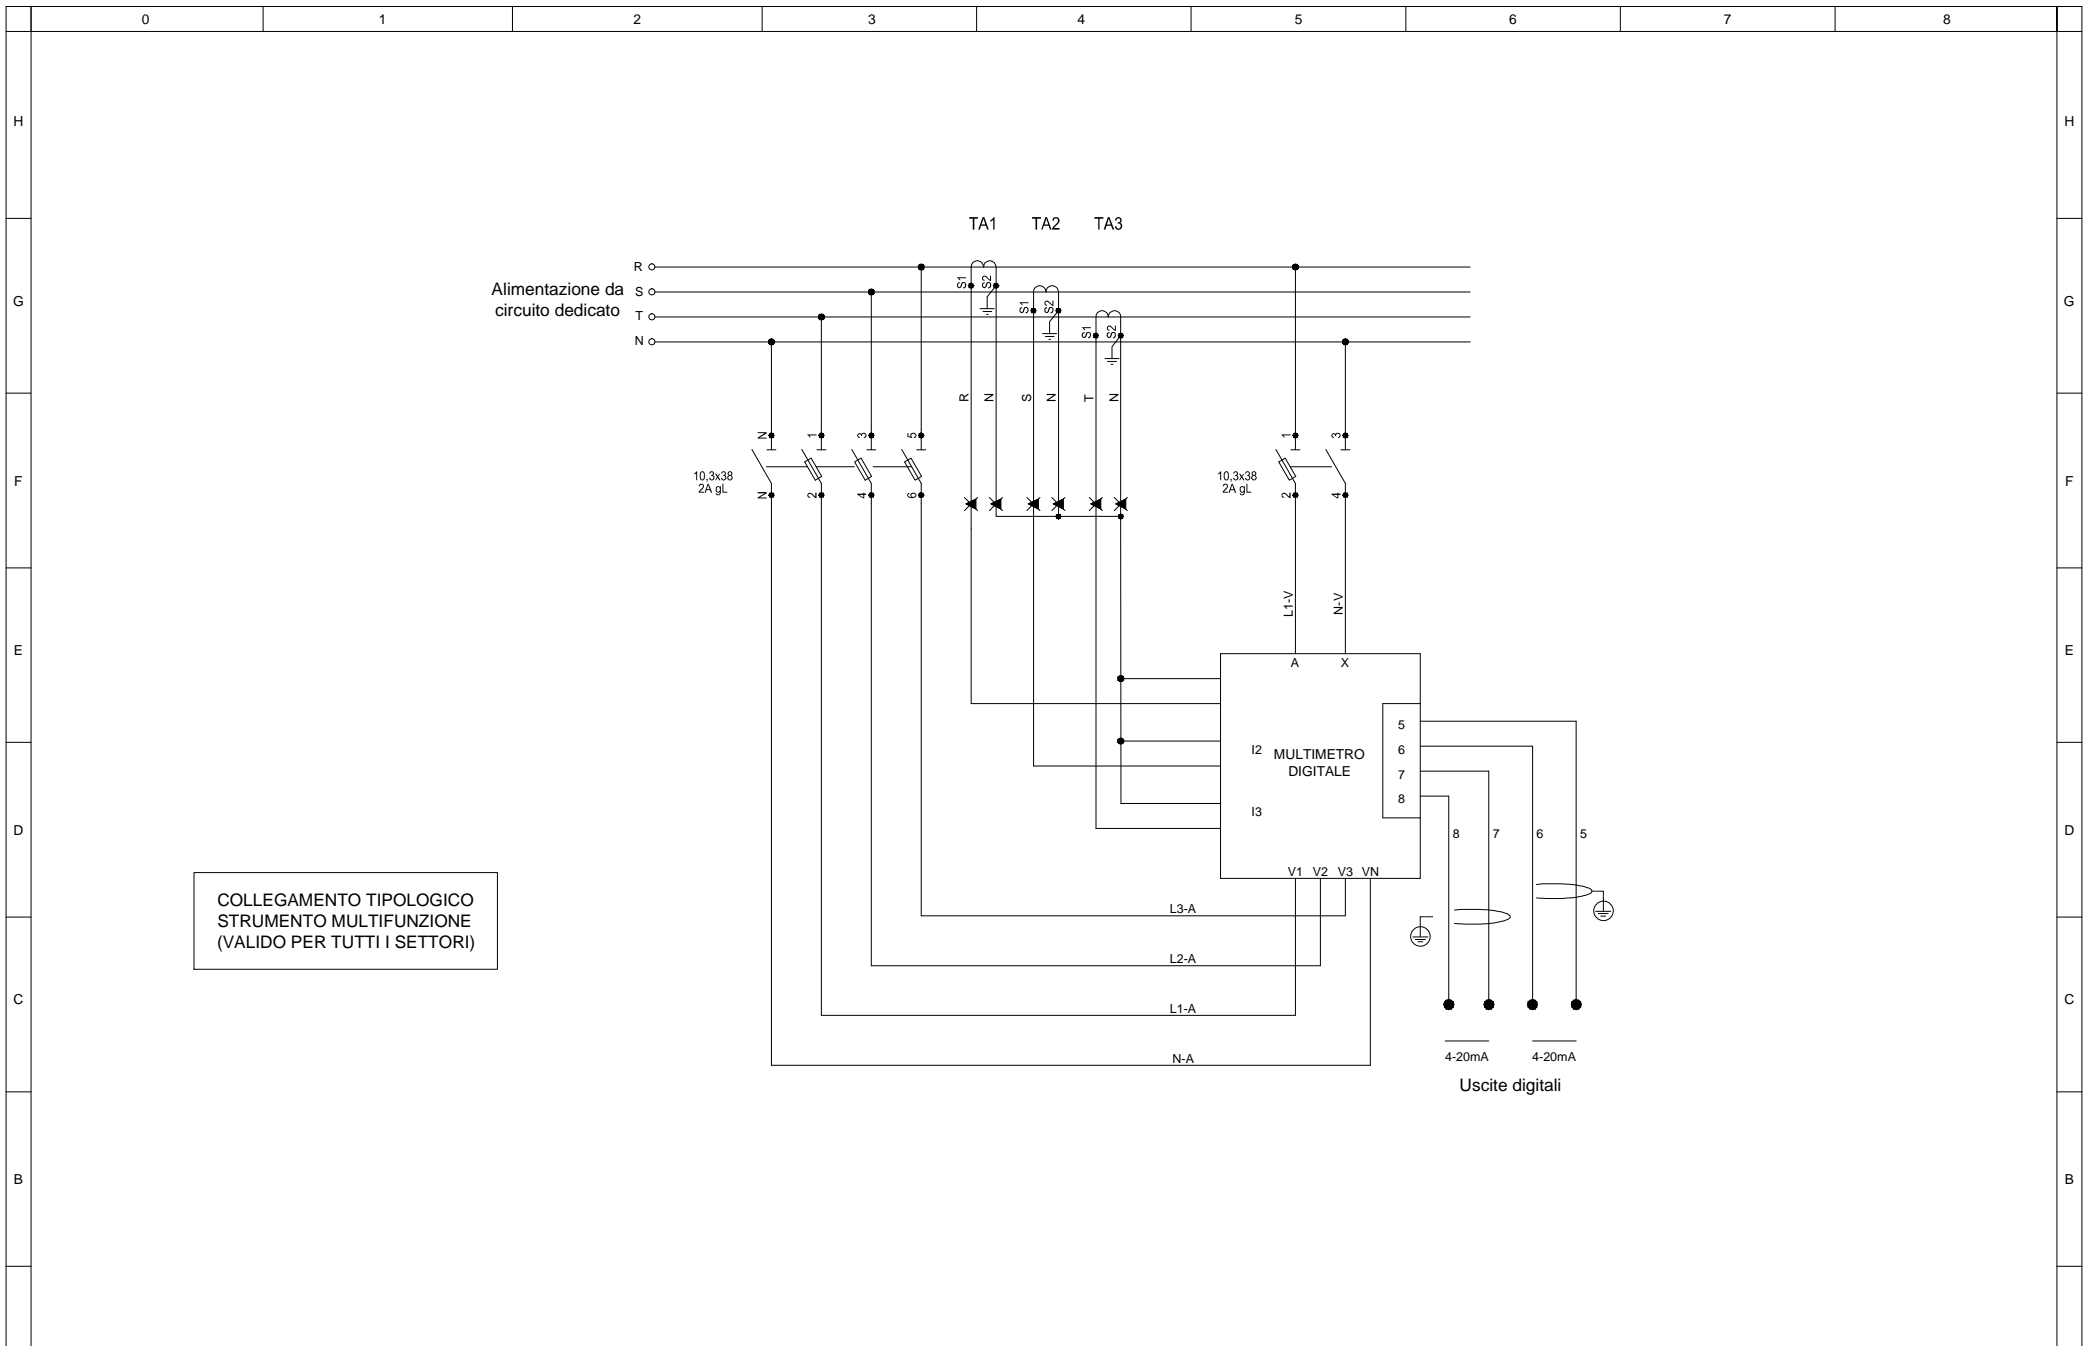 0 1 2 3 4 5 6 7 8
H H
TA1 TA2 TA3
R
S1 S2
Alimentazione da
circuito dedicato
S
S1 S2
G G
T
S1 S2
N
R N S N T N
N 1 3 5
1 3
10,3x38
2A gL
10,3x38
2A gL
F F
N 2 4 6
2 4
L1-V N-V
E E
A X
5
I2 MULTIMETRO
DIGITALE
6
7
8
I3
D D
8 7 6 5
V1 V2 V3 VN
COLLEGAMENTO TIPOLOGICO
STRUMENTO MULTIFUNZIONE
(VALIDO PER TUTTI I SETTORI)
L3-A
L2-A
C C
L1-A
N-A
4-20mA 4-20mA
Uscite digitali
B B